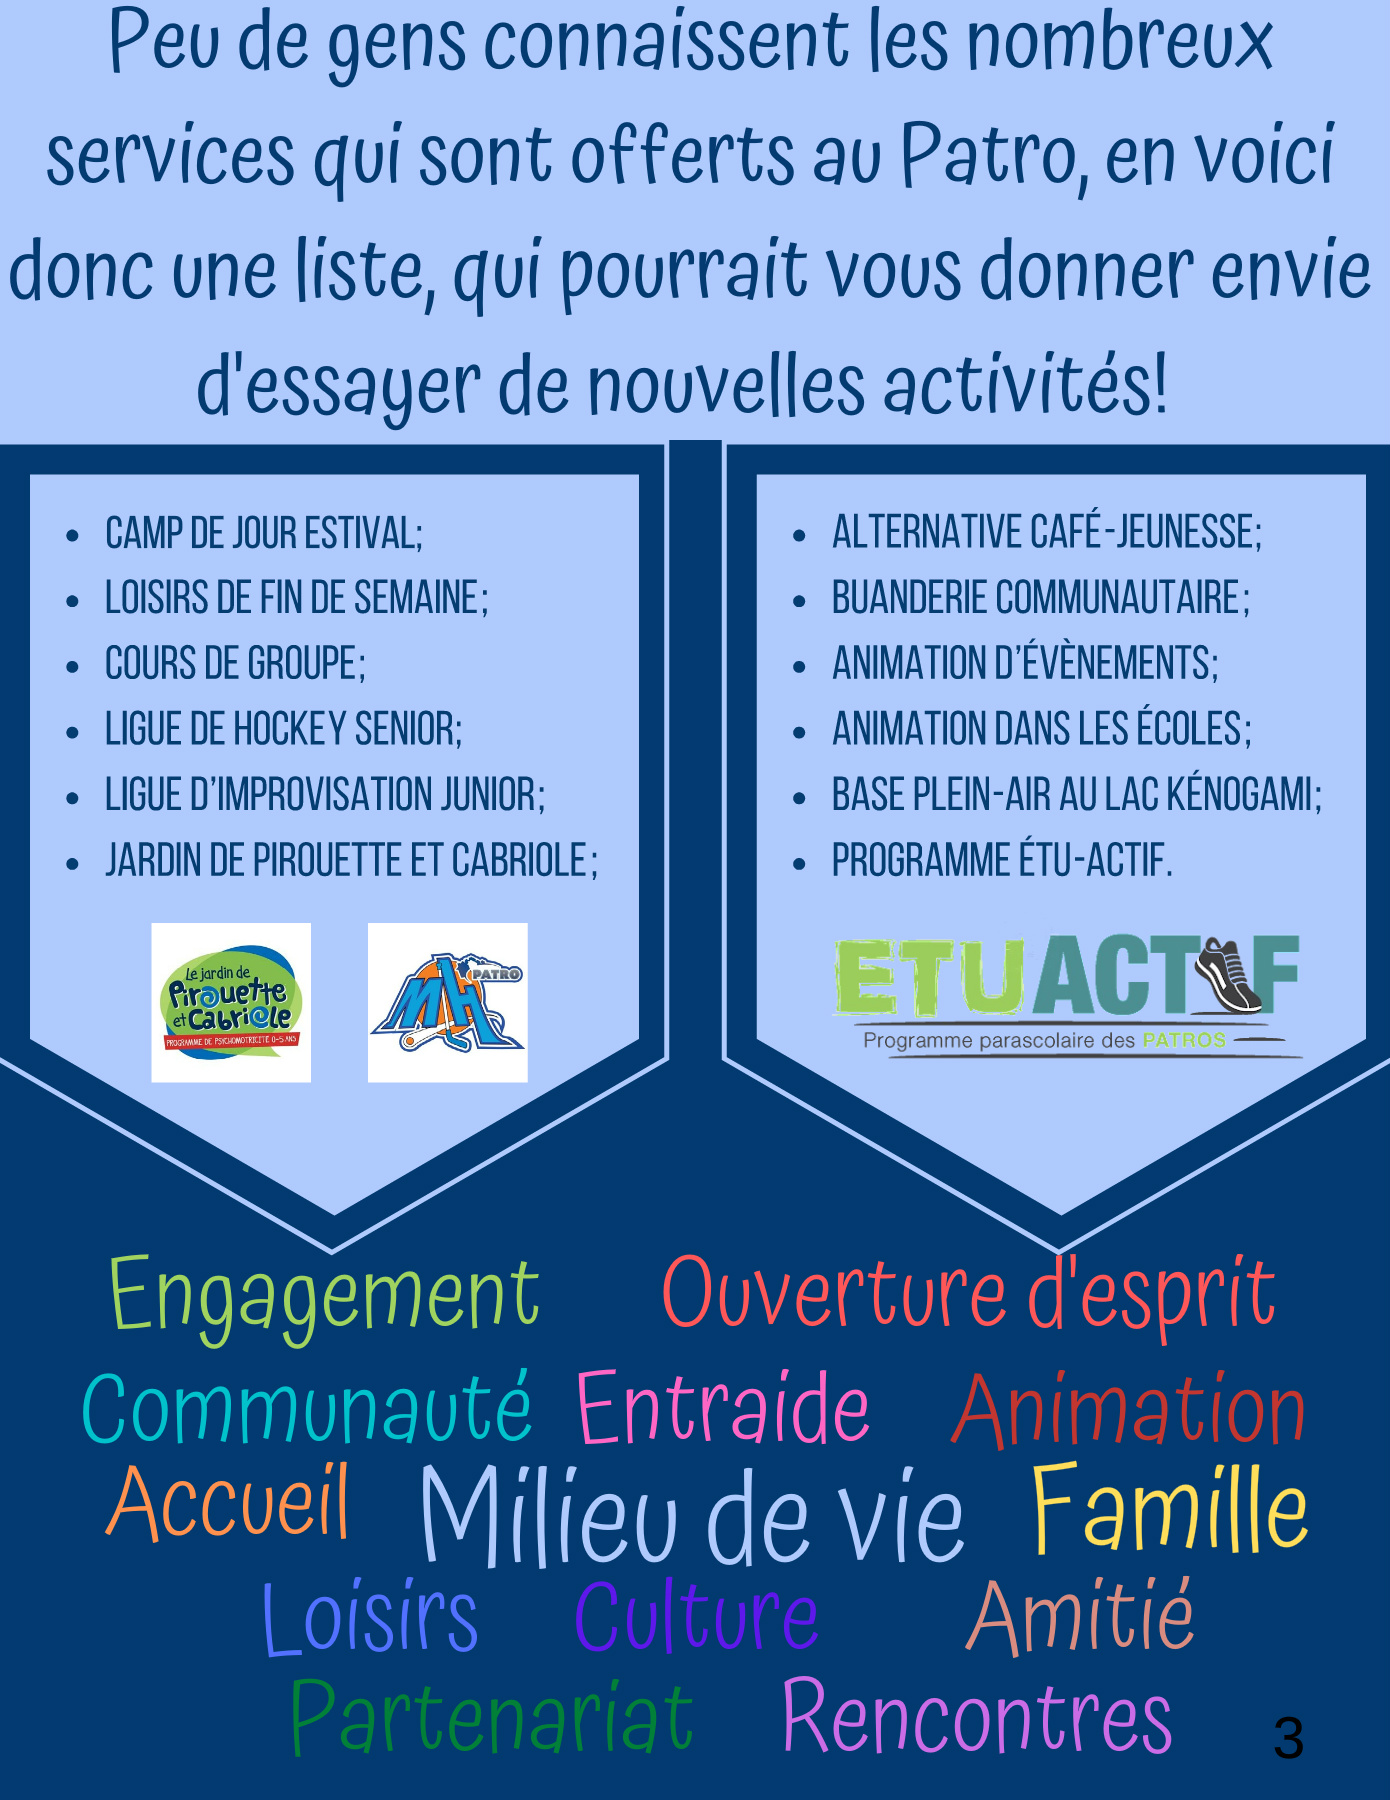 Peu de gens connaissent les nombreux
services qui sont offerts au Patro, en voici
donc une liste, qui pourrait vous donner envie
d'essayer de nouvelles activités!
CAMP DE JOUR ESTIVAL;
LOISIRS DE FIN DE SEMAINE;
COURS DE GROUPE;
LIGUE DE HOCKEY SENIOR;
LIGUE D'IMPROVISATION JUNIOR;
JARDIN DE PIROUETTE ET CABRIOLE;
Le jardin de
Pirouette
et Cabriole
PROGRAMME DE PSYCHOMOTRICITÉ 0-5 ANS
PATRO
MH
ALTERNATIVE CAFÉ-JEUNESSE;
BUANDERIE COMMUNAUTAIRE;
ANIMATION D'ÉVÈNEMENTS;
ANIMATION DANS LES ÉCOLES;
BASE PLEIN-AIR AU LAC KÉNOGAMI;
PROGRAMME ÉTU-ACTIF.
ETUACTIF
Programme parascolaire des PATROS
Engagement Ouverture d'esprit
Communauté Entraide Animation
Accueil Milieu de vie Famille
Loisirs Culture Amitié
Partenariat Rencontres
3